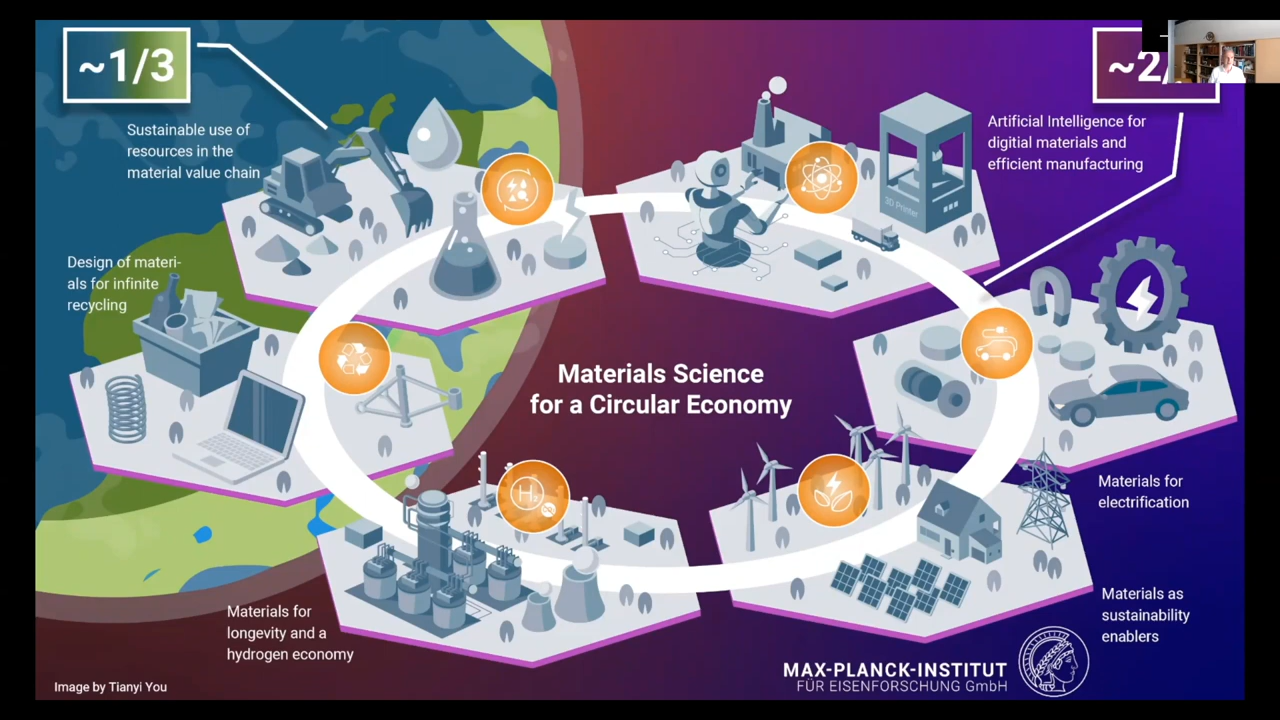 ~1/3
Sustainable use of
resources in the
material value chain
~2/
Artificial Intelligence for
digitial materials and
efficient manufacturing
3D Printer
Design of materi-
als for infinite
recycling
Materials Science
for a Circular Economy
H₂
Materials for
electrification
Materials for
longevity and a
hydrogen economy
Materials as
sustainability
enablers
MAX-PLANCK-INSTITUT
FÜR EISENFORSCHUNG GmbH
Image by Tianyi You